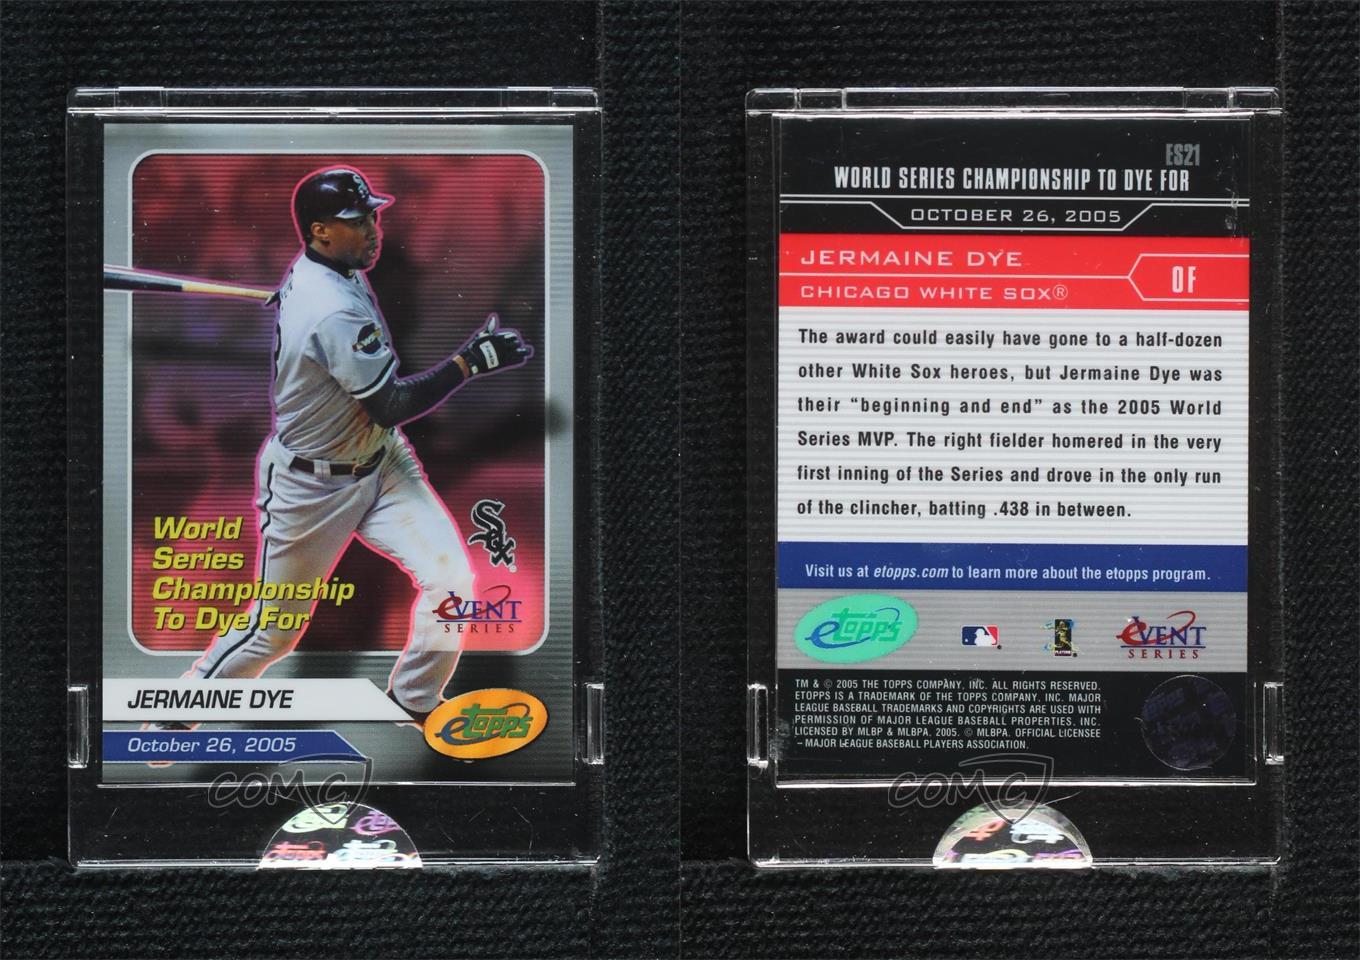 Sox
World
Series
Championship
To Dye For
eVENT
SERIES
JERMAINE DYE
October 26, 2005
etopps
COMC
ES21
WORLD SERIES CHAMPIONSHIP TO DYE FOR
OCTOBER 26, 2005
JERMAINE DYE
OF
CHICAGO WHITE SOX®
The award could easily have gone to a half-dozen
other White Sox heroes, but Jermaine Dye was
their “beginning and end” as the 2005 World
Series MVP. The right fielder homered in the very
first inning of the Series and drove in the only run
of the clincher, batting .438 in between.
Visit us at etopps.com to learn more about the etopps program.
etopps
eVENT
SERIES
TM & © 2005 THE TOPPS COMPANY, INC. ALL RIGHTS RESERVED.
ETOPPS IS A TRADEMARK OF THE TOPPS COMPANY, INC. MAJOR
LEAGUE BASEBALL TRADEMARKS AND COPYRIGHTS ARE USED WITH
PERMISSION OF MAJOR LEAGUE BASEBALL PROPERTIES, INC.
LICENSED BY MLBP & MLBPA, 2005. © MLBPA. OFFICIAL LICENSEE
– MAJOR LEAGUE BASEBALL PLAYERS ASSOCIATION.
COMC